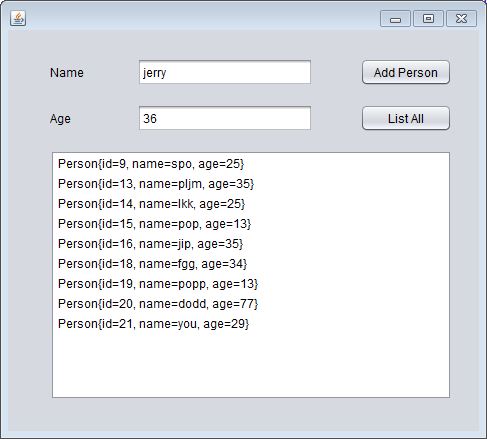 Name jerry Add Person
Age 36 List All
Person{id=9, name=spo, age=25}
Person{id=13, name=pljm, age=35}
Person{id=14, name=lkk, age=25}
Person{id=15, name=pop, age=13}
Person{id=16, name=jip, age=35}
Person{id=18, name=fgg, age=34}
Person{id=19, name=popp, age=13}
Person{id=20, name=dodd, age=77}
Person{id=21, name=you, age=29}